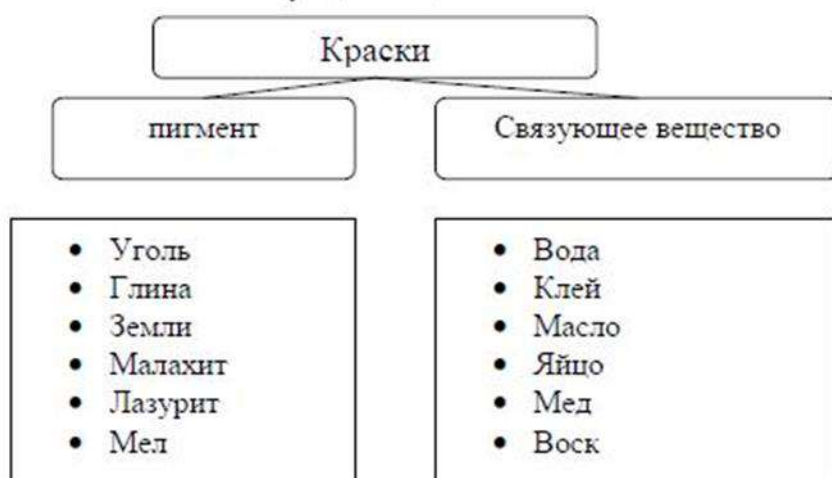 Краски
пигмент
Связующее вещество
• Уголь
• Глина
• Земли
• Малахит
• Лазурит
• Мел
• Вода
• Клей
• Масло
• Яйцо
• Мед
• Воск